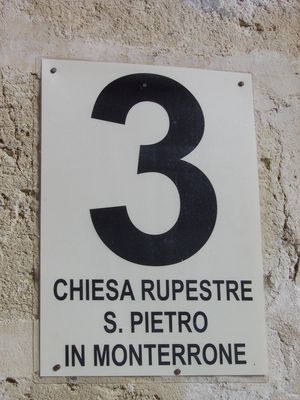 3
CHIESA RUPESTRE
S. PIETRO
IN MONTERRONE